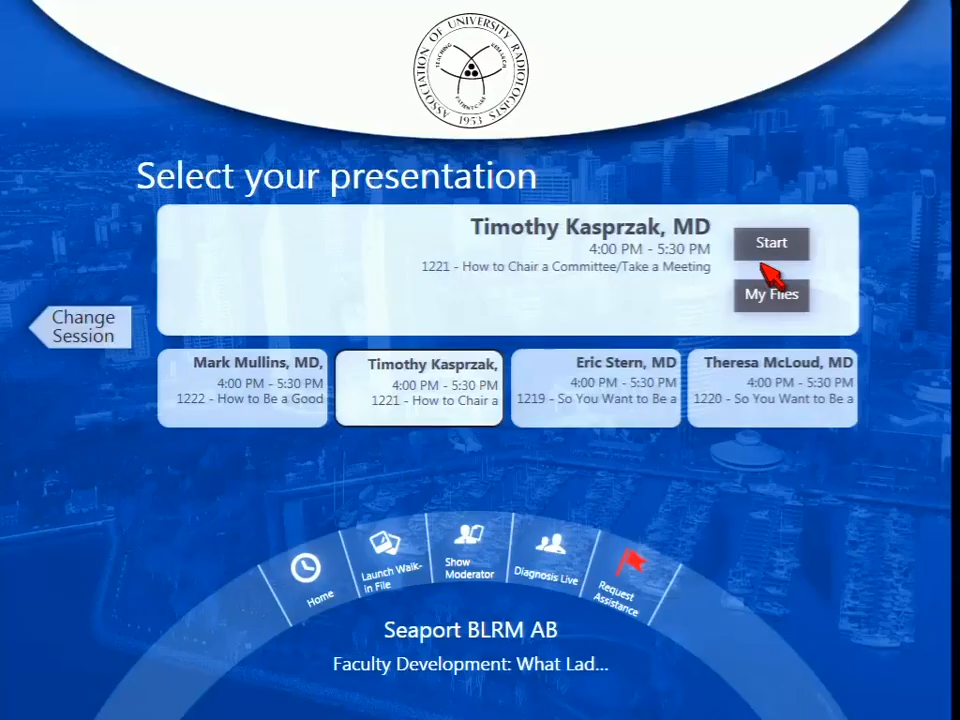 ASSOCIATION OF UNIVERSITY RADIOLOGISTS
TEACHING
RESEARCH
PATIENT CARE
1953
Select your presentation
Timothy Kasprzak, MD
4:00 PM - 5:30 PM
1221 - How to Chair a Committee/Take a Meeting
Start
My Files
Change
Session
Mark Mullins, MD,
4:00 PM - 5:30 PM
1222 - How to Be a Good
Timothy Kasprzak,
4:00 PM - 5:30 PM
1221 - How to Chair a
Eric Stern, MD
4:00 PM - 5:30 PM
1219 - So You Want to Be a
Theresa McLoud, MD
4:00 PM - 5:30 PM
1220 - So You Want to Be a
Home
Launch Walk-
in File
Show
Moderator
Diagnosis Live
Request
Assistance
Seaport BLRM AB
Faculty Development: What Lad...